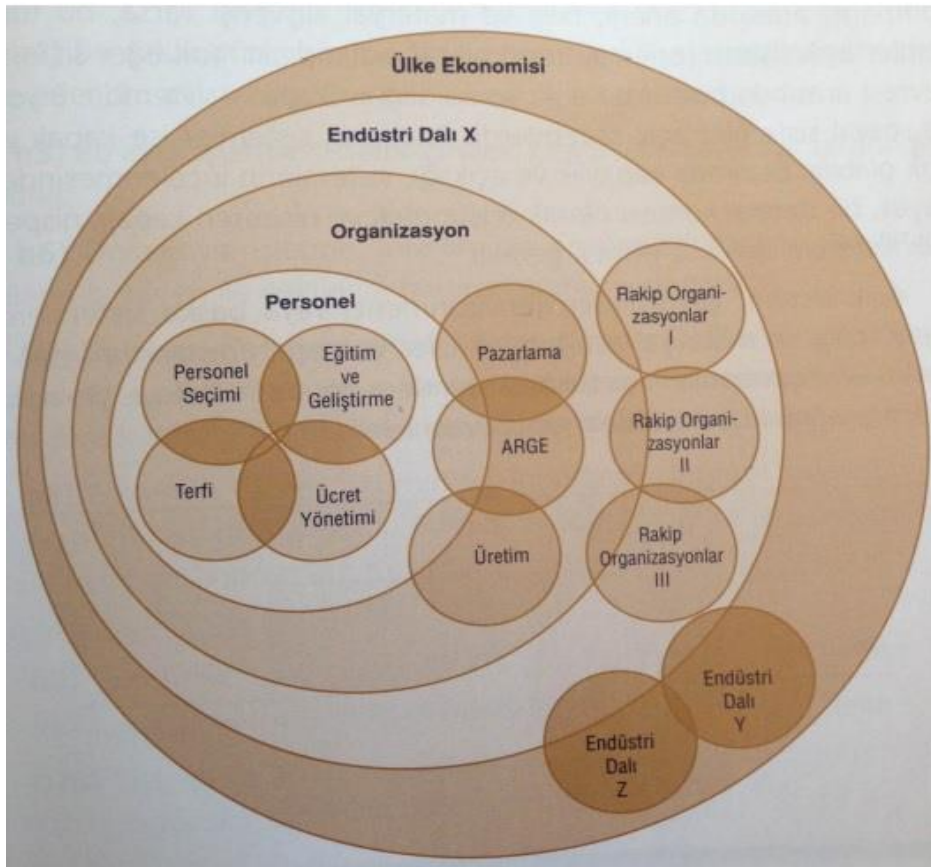 Ülke Ekonomisi
Endüstri Dalı X
Organizasyon
Personel
Personel
Seçimi
Eğitim
ve
Geliştirme
Terfi
Ücret
Yönetimi
Pazarlama
ARGE
Üretim
Rakip Organi-
zasyonlar
I
Rakip Organi-
zasyonlar
II
Rakip
Organizasyonlar
III
Endüstri
Dalı
Y
Endüstri
Dalı
Z